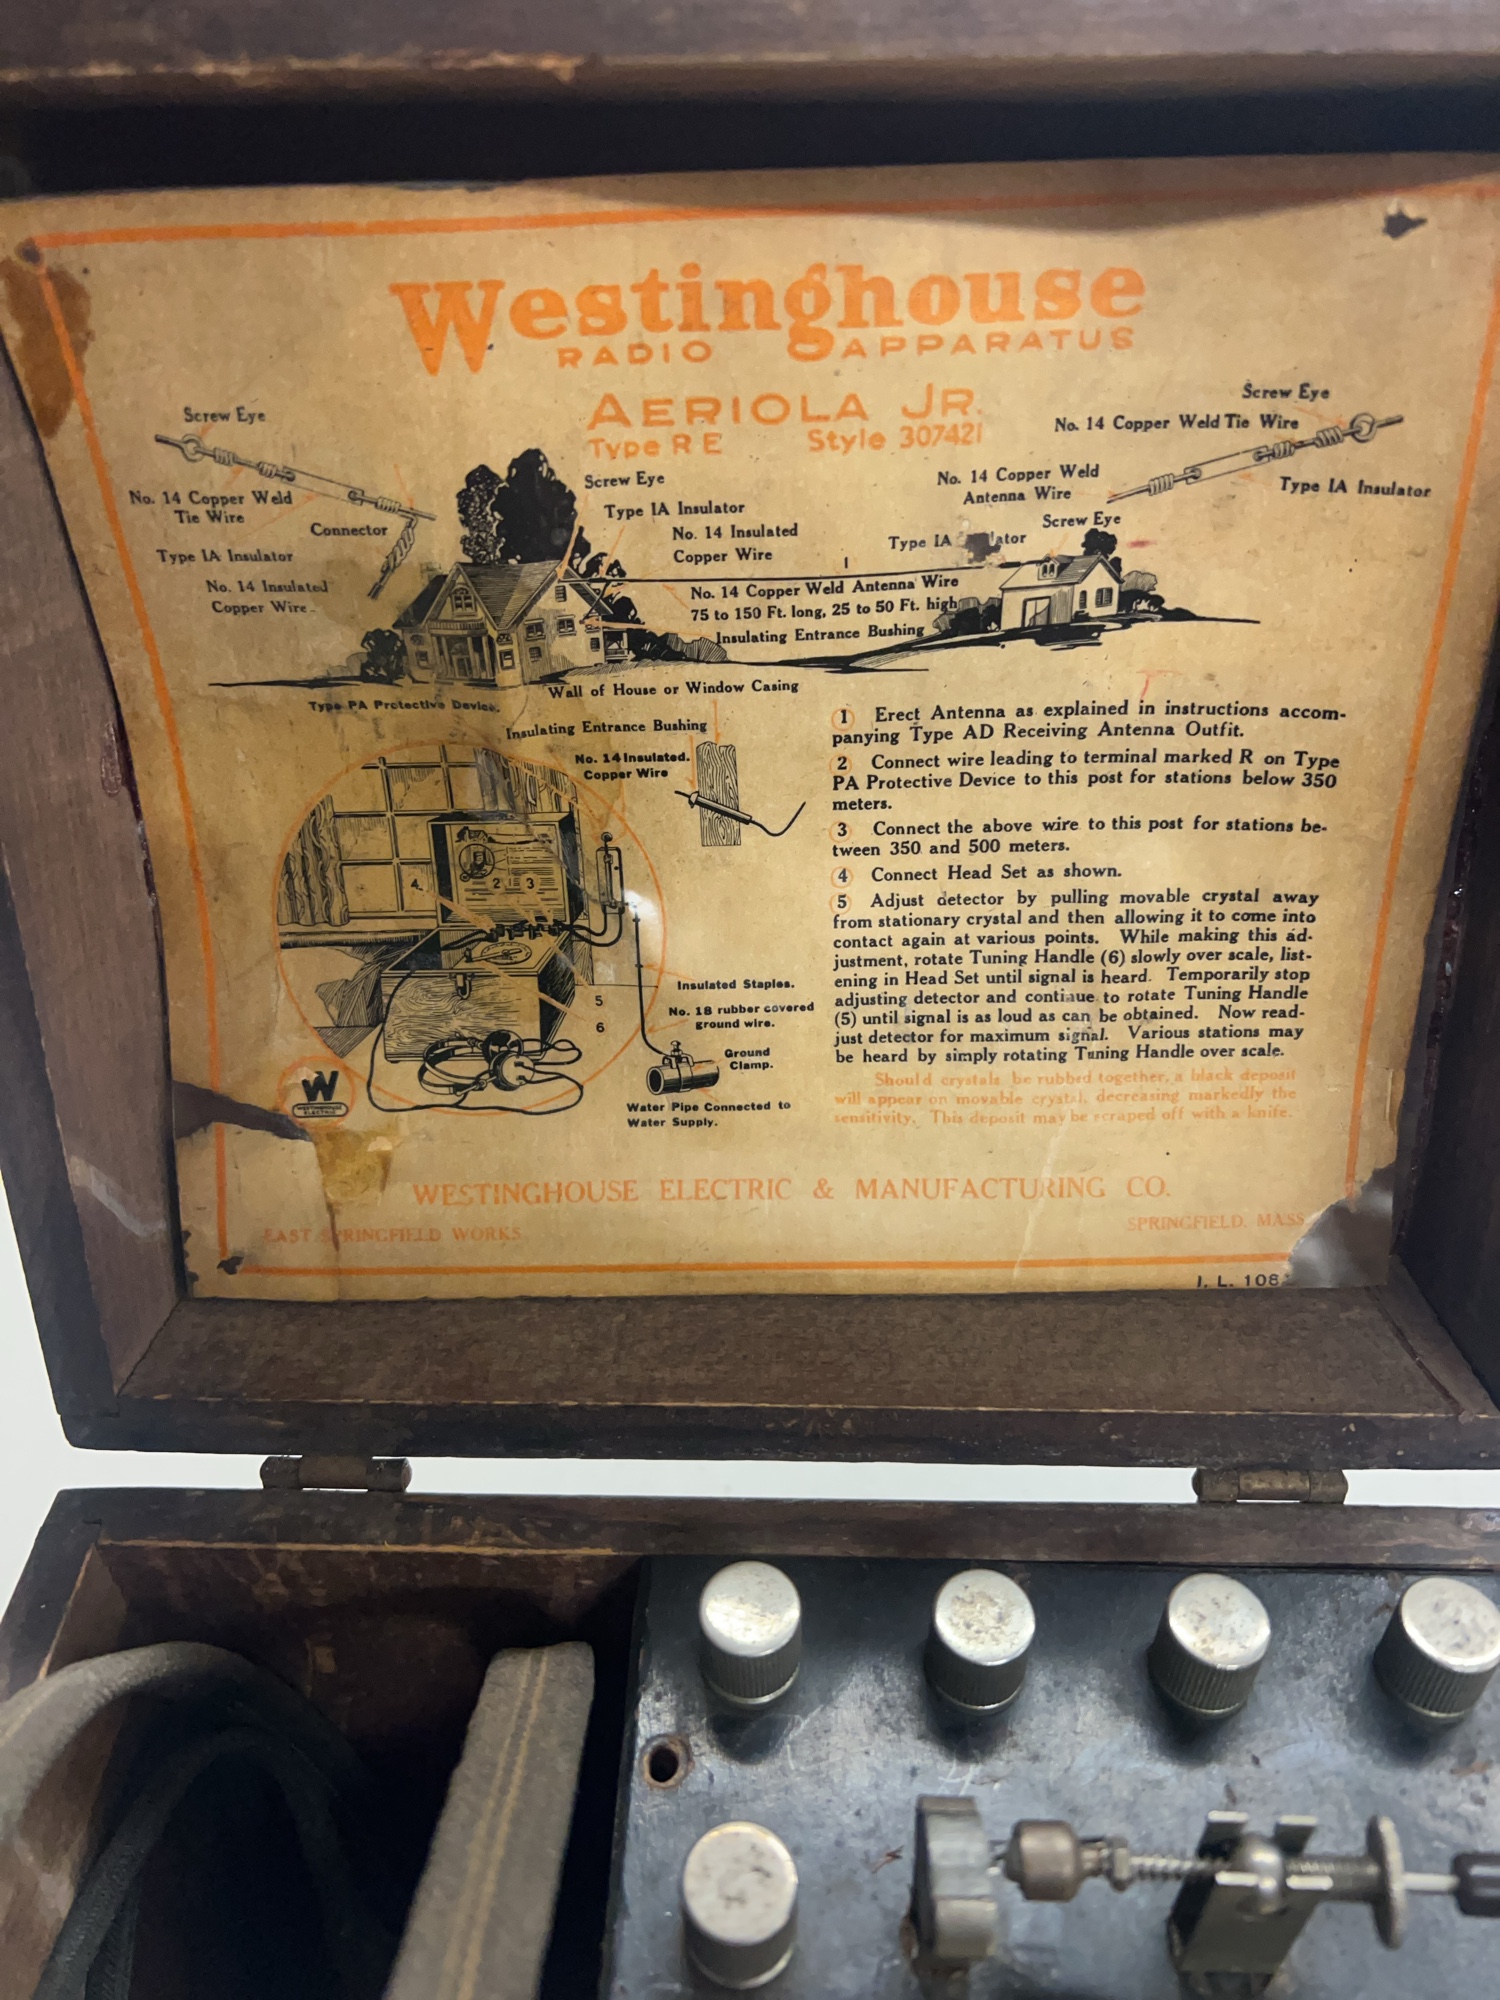 Westinghouse
RADIO APPARATUS
AERIOLA JR.
Type RE Style 307421
Screw Eye
No. 14 Copper Weld
Tie Wire
Connector
Type IA Insulator
No. 14 Insulated
Copper Wire
Screw Eye
Type IA Insulator
No. 14 Insulated
Copper Wire
Screw Eye
No. 14 Copper Weld Tie Wire
No. 14 Copper Weld
Antenna Wire
Type IA Insulator
Screw Eye
Type IA
1
No. 14 Copper Weld Antenna Wire
75 to 150 Ft. long, 25 to 50 Ft. high
Insulating Entrance Bushing
Wall of House or Window Casing
Type PA Protective Device.
Insulating Entrance Bushing
No. 14 Insulated.
Copper Wire
4
2
3
5
6
Insulated Staples.
No. 18 rubber covered
ground wire.
Ground
Clamp.
Water Pipe Connected to
Water Supply.
W
WESTINGHOUSE
ELECTRIC
1 Erect Antenna as explained in instructions accom-
panying Type AD Receiving Antenna Outfit.
2 Connect wire leading to terminal marked R on Type
PA Protective Device to this post for stations below 350
meters.
3 Connect the above wire to this post for stations be-
tween 350 and 500 meters.
4 Connect Head Set as shown.
5 Adjust detector by pulling movable crystal away
from stationary crystal and then allowing it to come into
contact again at various points. While making this ad-
justment, rotate Tuning Handle (6) slowly over scale, list-
ening in Head Set until signal is heard. Temporarily stop
adjusting detector and continue to rotate Tuning Handle
(5) until signal is as loud as can be obtained. Now read-
just detector for maximum signal. Various stations may
be heard by simply rotating Tuning Handle over scale.
Should crystals be rubbed together, a black deposit
will appear on movable crystal, decreasing markedly the
sensitivity. This deposit may be scraped off with a knife.
WESTINGHOUSE ELECTRIC & MANUFACTURING CO.
EAST SPRINGFIELD WORKS
SPRINGFIELD, MASS.
I. L. 108